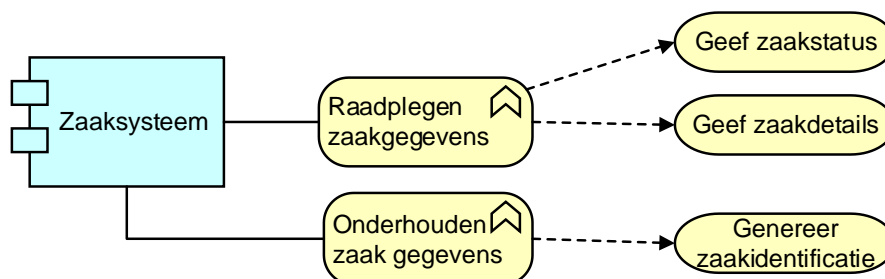 Geef zaakstatus
Zaaksysteem
Raadplegen
zaakgegevens
Geef zaakdetails
Onderhouden
zaak gegevens
Genereer
zaakidentificatie